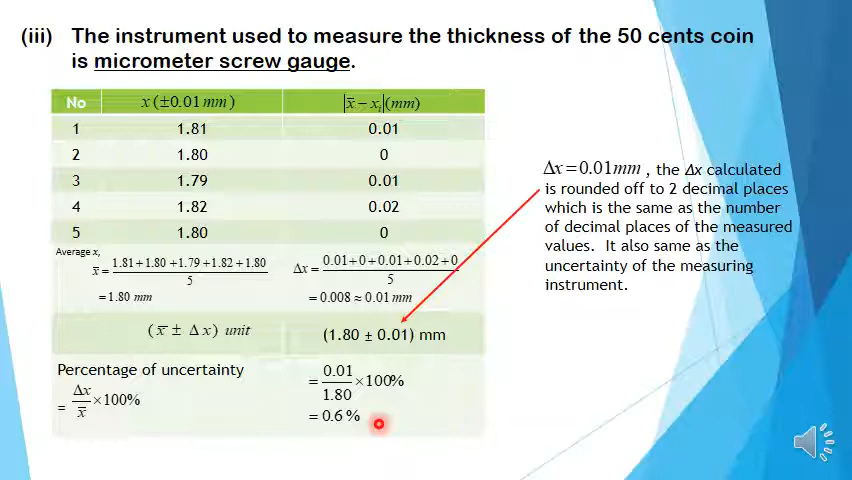 (iii) The instrument used to measure the thickness of the 50 cents coin
is micrometer screw gauge.
No x (±0.01 mm) |x̄ − xᵢ| (mm)
1 1.81 0.01
2 1.80 0
3 1.79 0.01
4 1.82 0.02
5 1.80 0
Average x,
x̄ = (1.81+1.80+1.79+1.82+1.80)/5
= 1.80 mm
Δx = (0.01+0+0.01+0.02+0)/5
= 0.008 ≈ 0.01 mm
(x̄ ± Δx) unit (1.80 ± 0.01) mm
Percentage of uncertainty
= Δx/x̄ ×100%
= 0.01/1.80 ×100%
= 0.6 %
Δx = 0.01mm , the Δx calculated
is rounded off to 2 decimal places
which is the same as the number
of decimal places of the measured
values. It also same as the
uncertainty of the measuring
instrument.